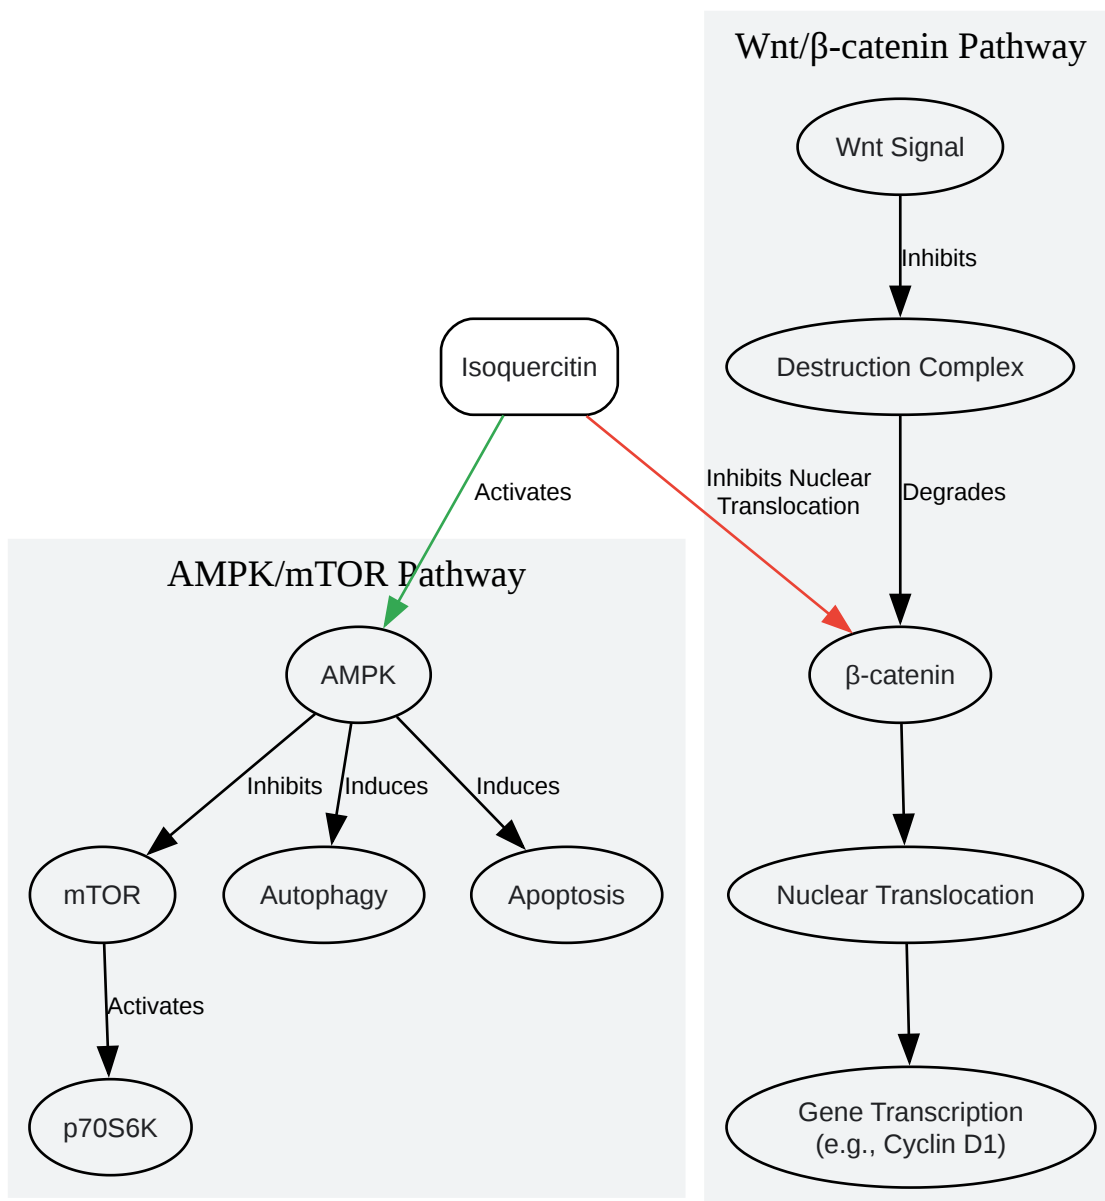 Wnt/β-catenin Pathway
Wnt Signal
Inhibits
Isoquercitin
Destruction Complex
Activates
Inhibits Nuclear
Translocation
Degrades
AMPK/mTOR Pathway
AMPK
β-catenin
Inhibits
Induces
Induces
mTOR
Autophagy
Apoptosis
Nuclear Translocation
Activates
p70S6K
Gene Transcription
(e.g., Cyclin D1)